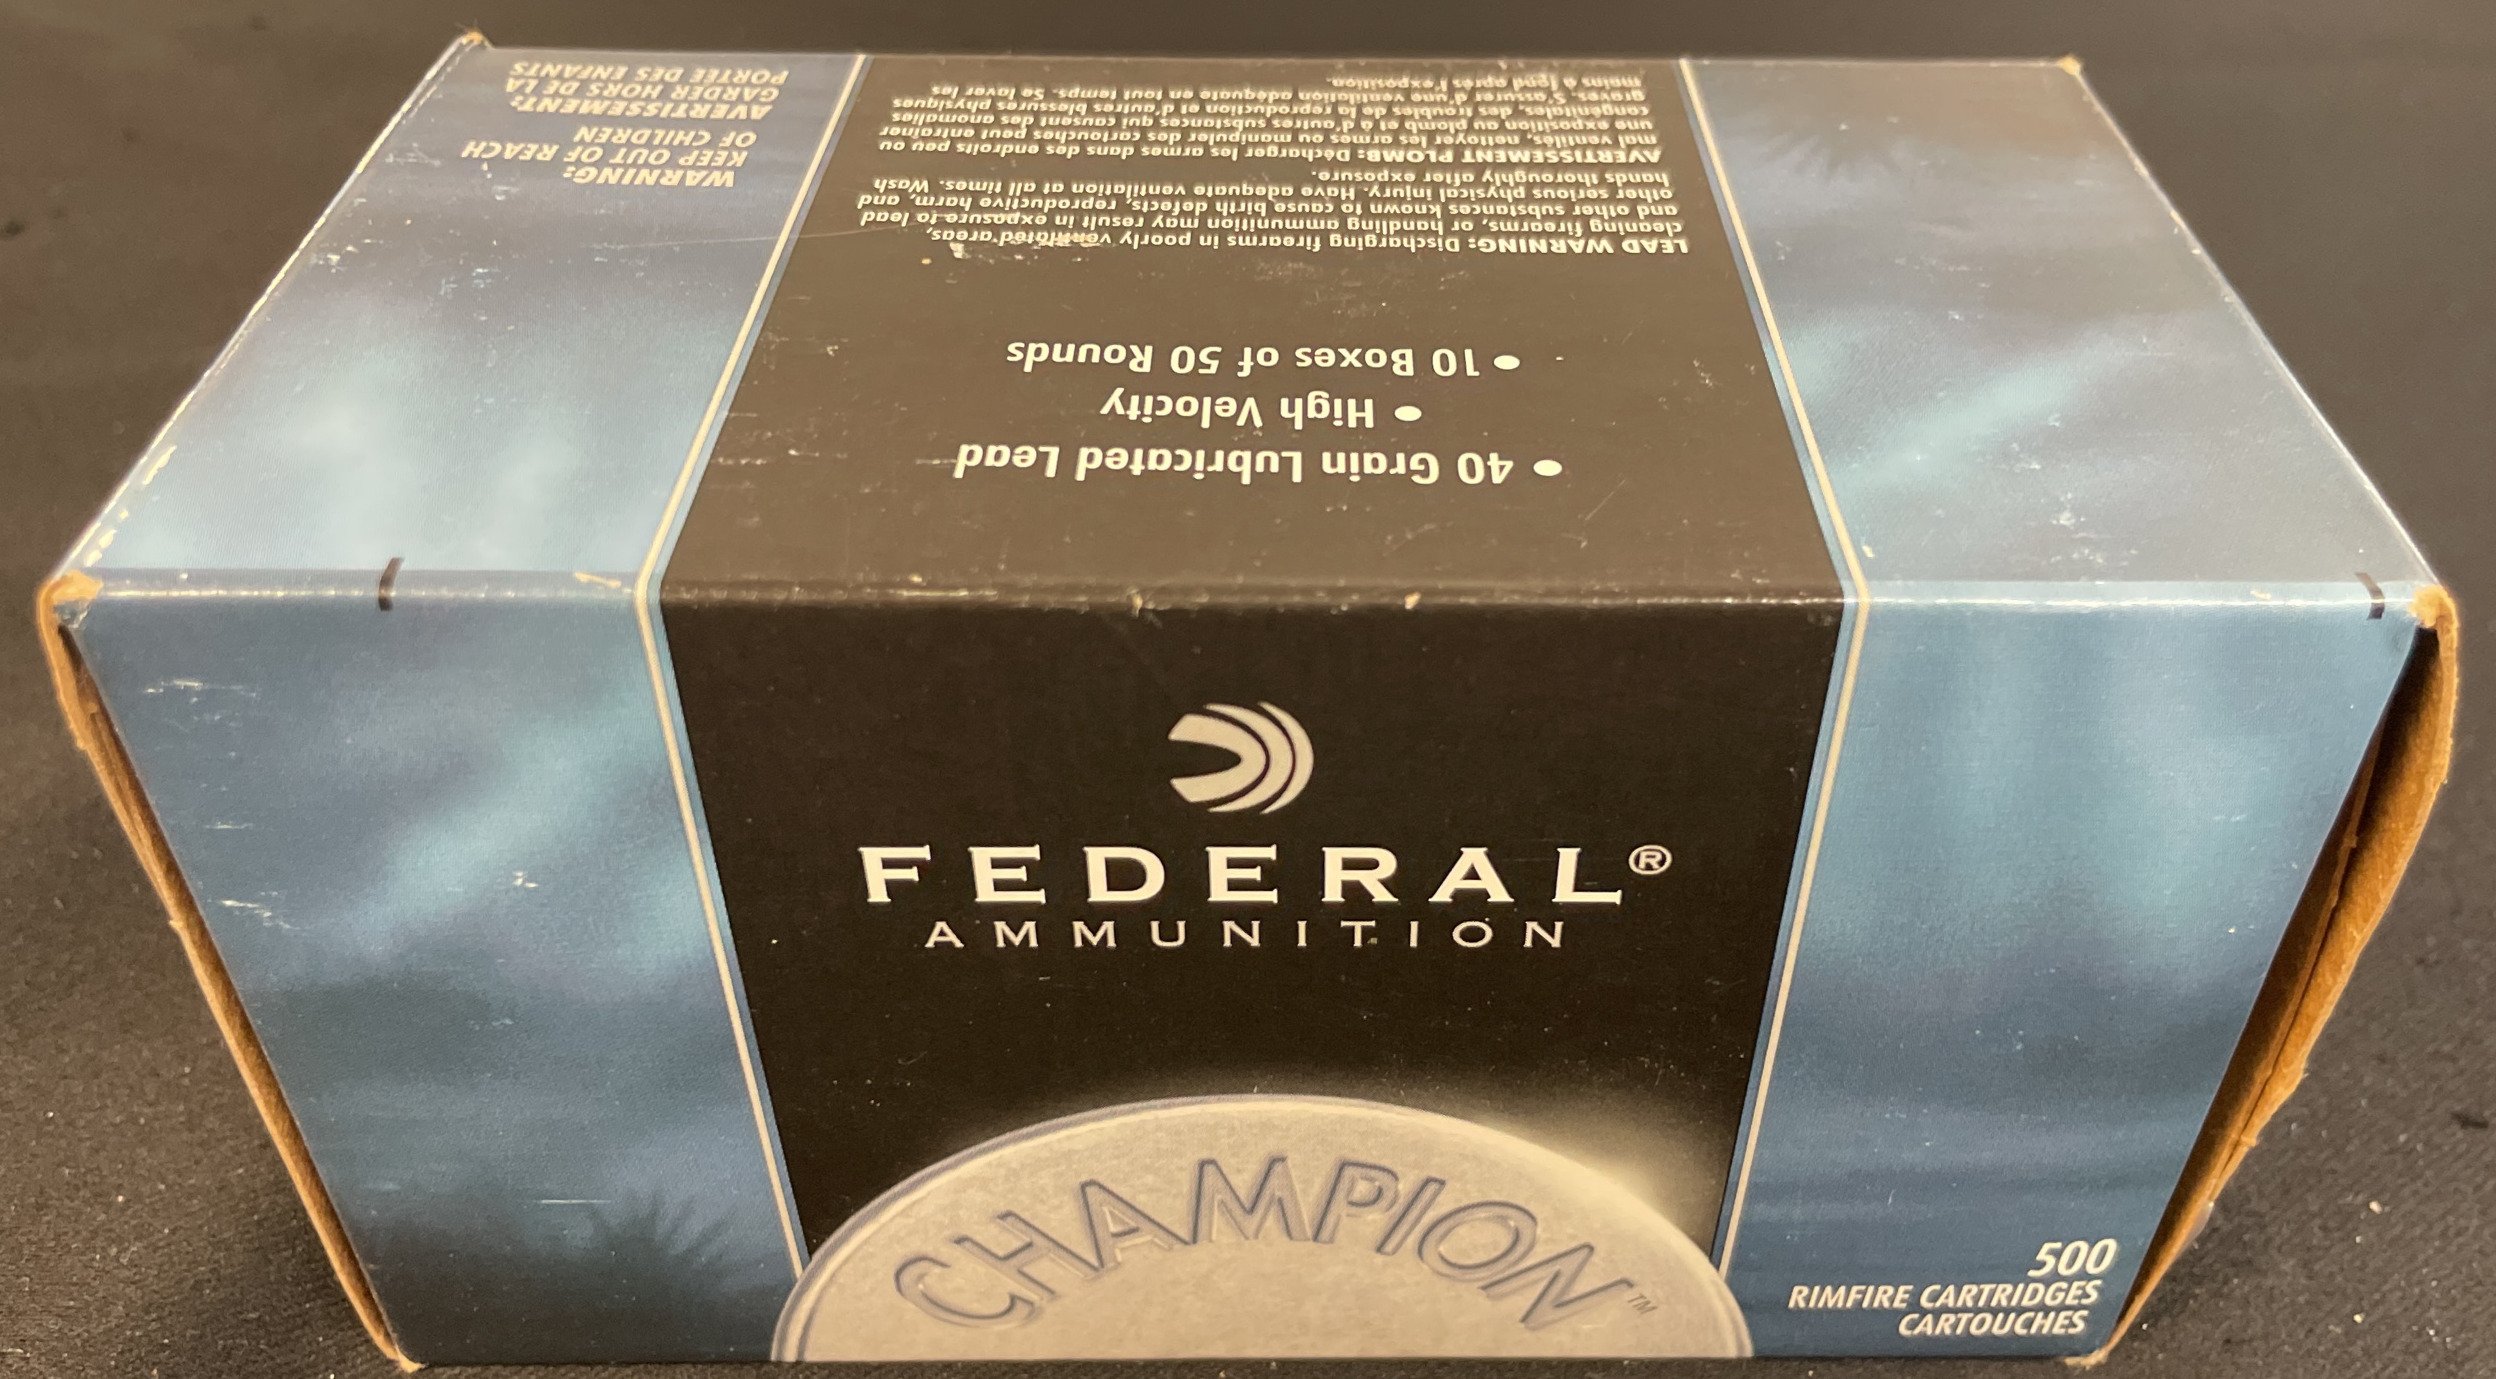 WARNING:
KEEP OUT OF REACH
OF CHILDREN
AVERTISSEMENT:
GARDER HORS DE LA
PORTÉE DES ENFANTS
• 40 Grain Lubricated Lead
• High Velocity
• 10 Boxes of 50 Rounds
LEAD WARNING: Discharging firearms in poorly ventilated areas,
cleaning firearms, or handling ammunition may result in exposure to lead
and other substances known to cause birth defects, reproductive harm, and
other serious physical injury. Have adequate ventilation at all times. Wash
hands thoroughly after exposure.
AVERTISSEMENT PLOMB: Décharger les armes dans des endroits peu ou
mal ventilés, nettoyer les armes ou manipuler des cartouches peut entraîner
une exposition au plomb et à d'autres substances qui causent des anomalies
congénitales, des troubles de la reproduction et d'autres blessures physiques
graves. S'assurer d'une ventilation adéquate en tout temps. Se laver les
mains à fond après l'exposition.
FEDERAL®
AMMUNITION
CHAMPION™
500
RIMFIRE CARTRIDGES
CARTOUCHES